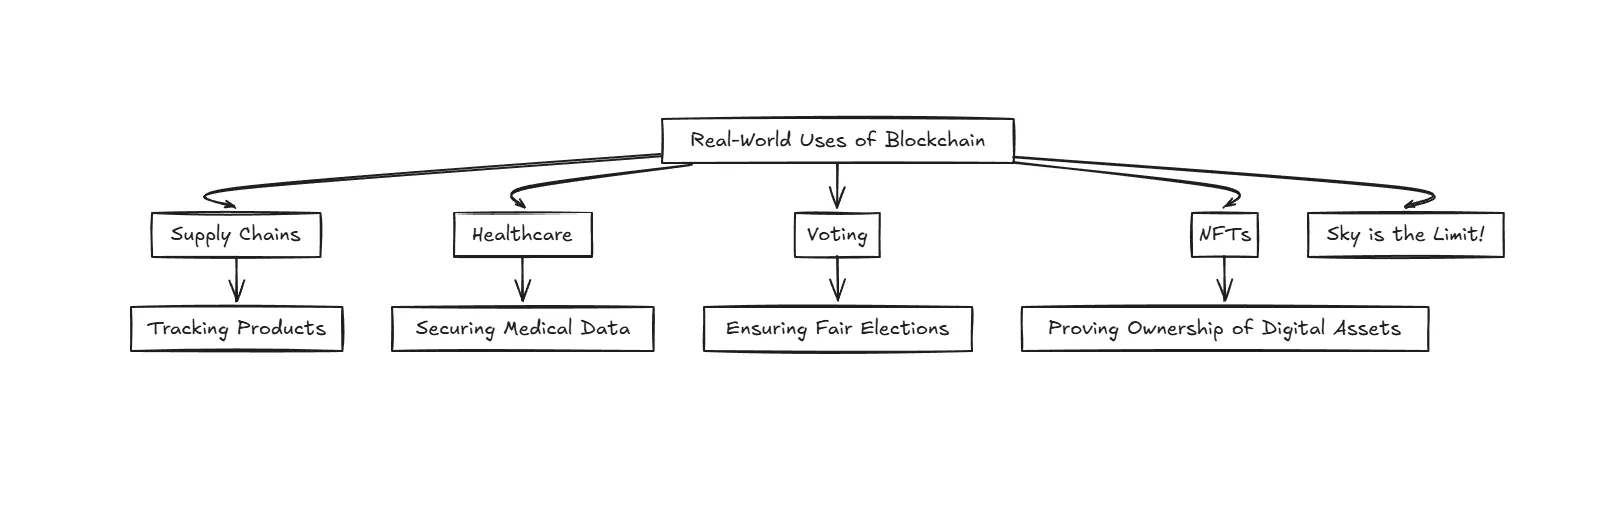 Real-World Uses of Blockchain
Supply Chains
Healthcare
Voting
NFTs
Sky is the Limit!
Tracking Products
Securing Medical Data
Ensuring Fair Elections
Proving Ownership of Digital Assets